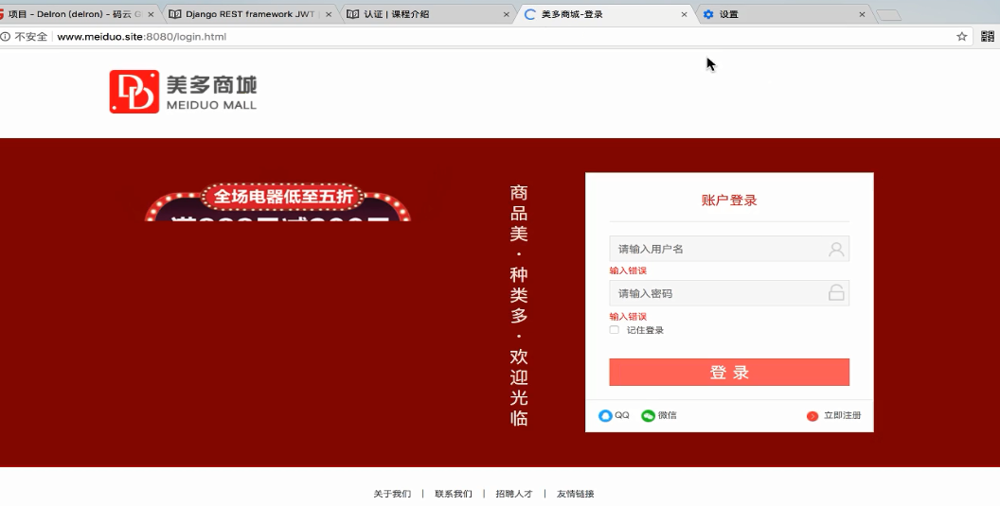 项目 - Delron (delron) - 码云
Django REST framework JWT
认证 | 课程介绍
美多商城-登录
设置
不安全 www.meiduo.site:8080/login.html
美多商城
MEIDUO MALL
全场电器低至五折
商品美·种类多·欢迎光临
账户登录
请输入用户名
输入错误
请输入密码
输入错误
记住登录
登录
QQ 微信 立即注册
关于我们 | 联系我们 | 招聘人才 | 友情链接